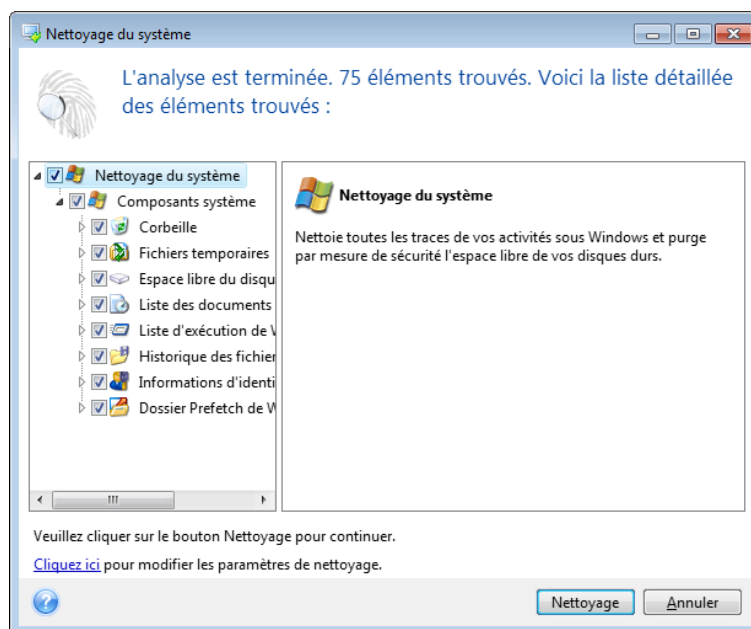 Nettoyage du système
L'analyse est terminée. 75 éléments trouvés. Voici la liste détaillée
des éléments trouvés :
Nettoyage du système
Composants système
Corbeille
Fichiers temporaires
Espace libre du disqu
Liste des documents
Liste d'exécution de V
Historique des fichier
Informations d'identi
Dossier Prefetch de W
Nettoyage du système
Nettoie toutes les traces de vos activités sous Windows et purge
par mesure de sécurité l'espace libre de vos disques durs.
Veuillez cliquer sur le bouton Nettoyage pour continuer.
Cliquez ici pour modifier les paramètres de nettoyage.
Nettoyage
Annuler